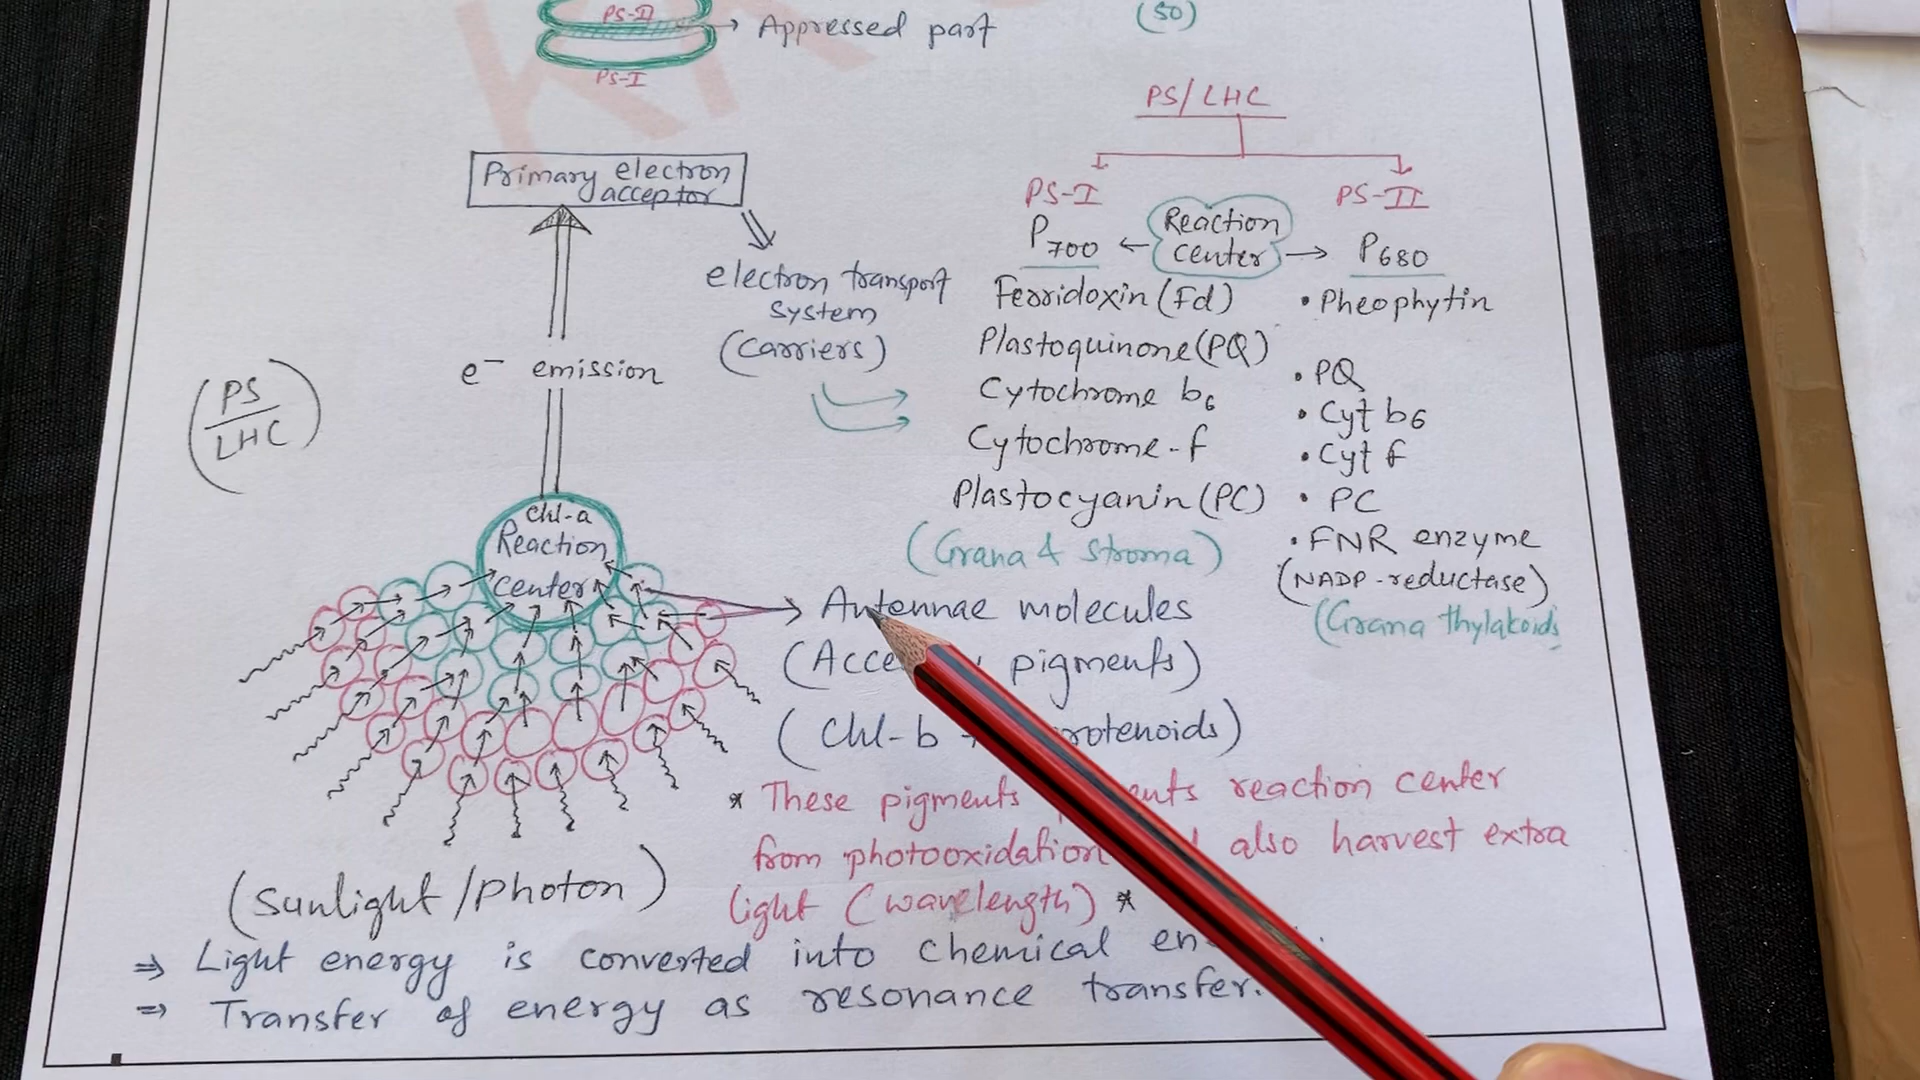 PS-II
Appressed part
(50)
PS-I
PS/LHC
Primary electron
acceptor
PS-I
PS-II
Reaction
center
P700
P680
electron transport
system
(carriers)
Ferridoxin (Fd)
• Pheophytin
Plastoquinone (PQ)
• PQ
Cytochrome b6
• Cyt b6
Cytochrome-f
• Cyt f
Plastocyanin (PC)
• PC
(Grana & stroma)
• FNR enzyme
(NADP-reductase)
(Grana thylakoids
e⁻ emission
PS
LHC
Chl-a
Reaction
center
Antennae molecules
pigments)
(Chl-b
* These pigments reaction center
from photooxidation also harvest extra
light (wavelength) *
(Sunlight/Photon)
⇒ Light energy is converted into chemical
⇒ Transfer of energy as resonance transfer.